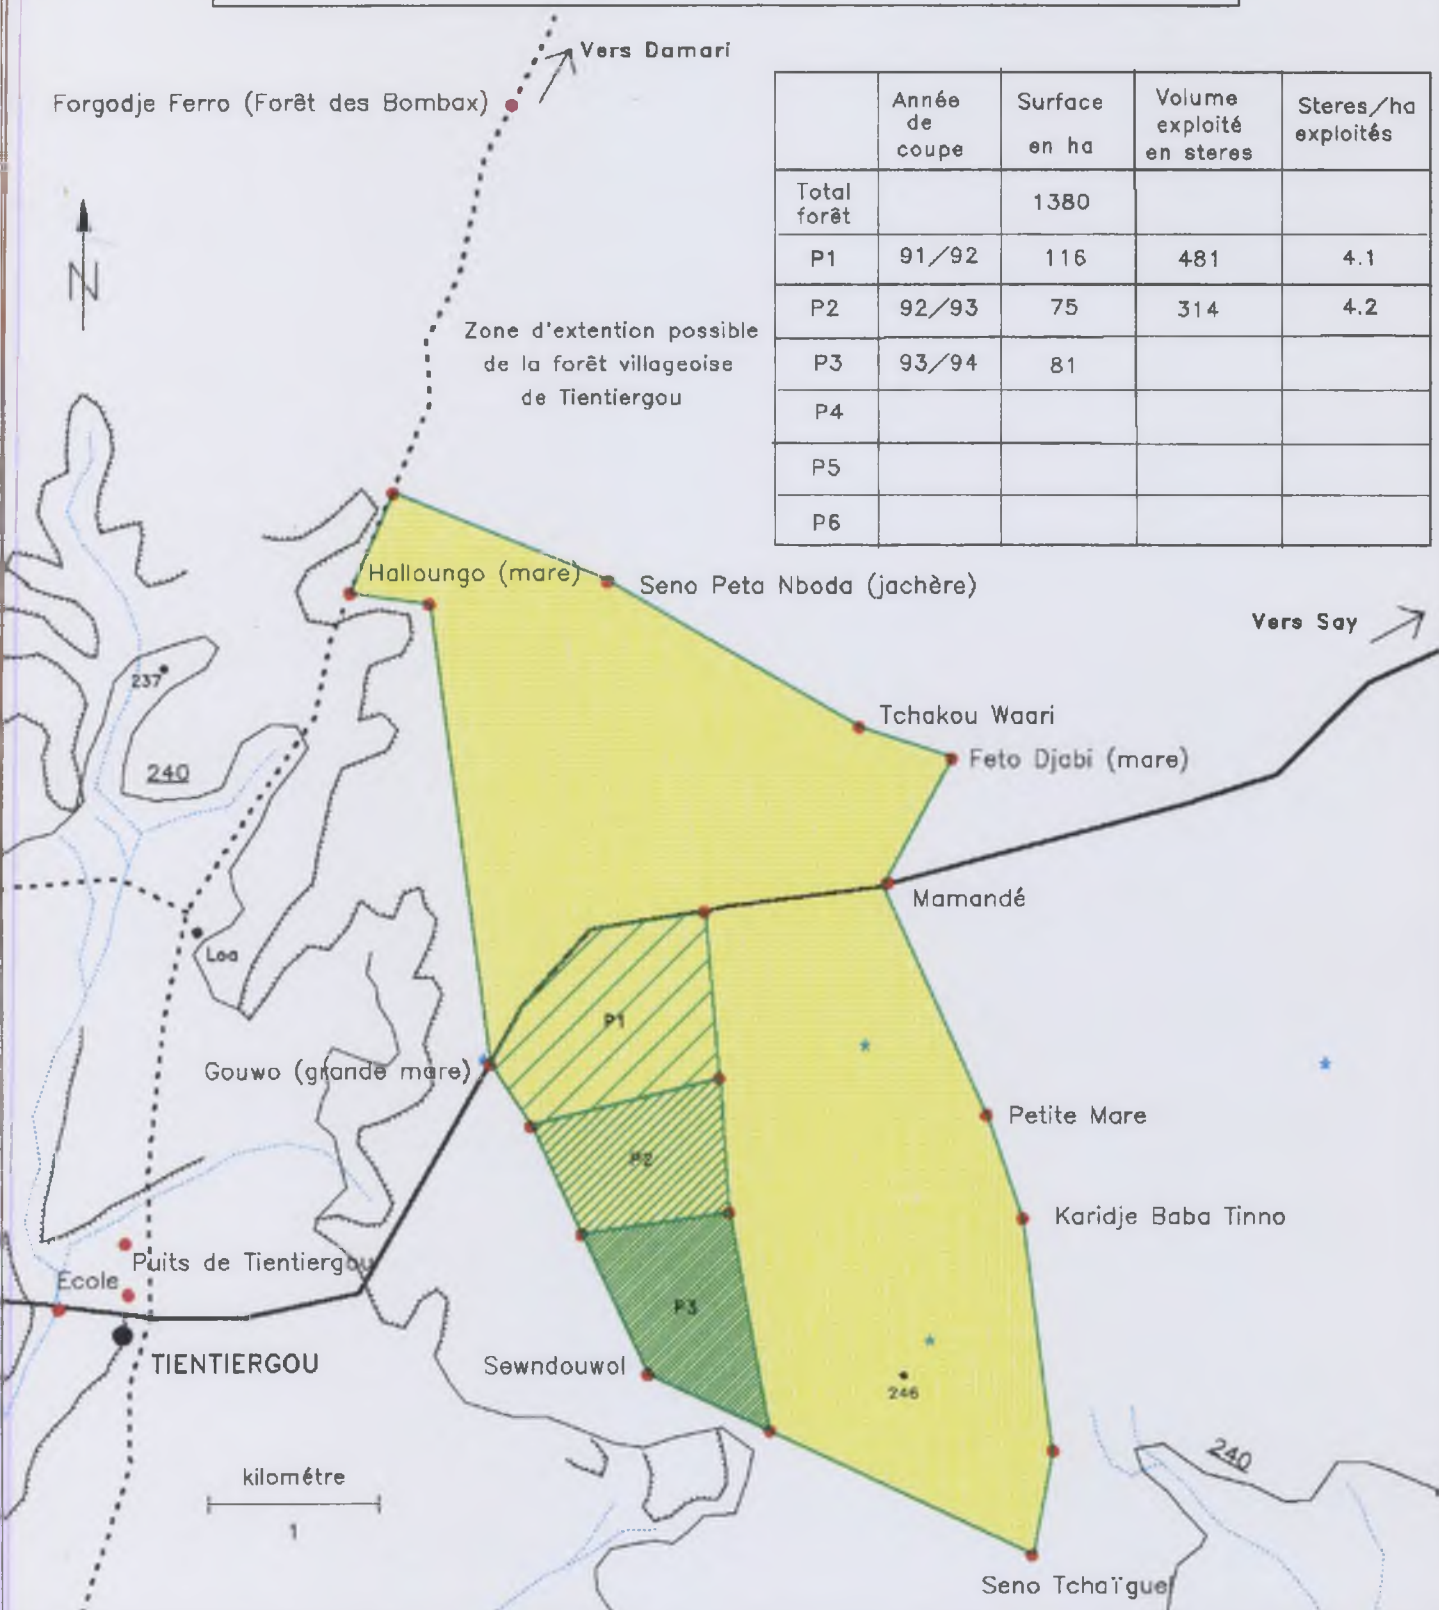 Vers Damari
Forgodje Ferro (Forêt des Bombax)
Année de coupe
Surface en ha
Volume exploité en steres
Steres/ha exploités
Total forêt 1380
P1 91/92 116 481 4.1
P2 92/93 75 314 4.2
P3 93/94 81
P4
P5
P6
N
Zone d'extention possible
de la forêt villageoise
de Tientiergou
Halloungo (mare)
Seno Peta Nboda (jachère)
Vers Say
237
Tchakou Waari
Feto Djabi (mare)
240
Mamandé
Loa
P1
Gouwo (grande mare)
Petite Mare
P2
Karidje Baba Tinno
Puits de Tientiergou
Ecole
P3
TIENTIERGOU
Sewndouwol
246
240
kilométre
1
Seno Tchaïguel